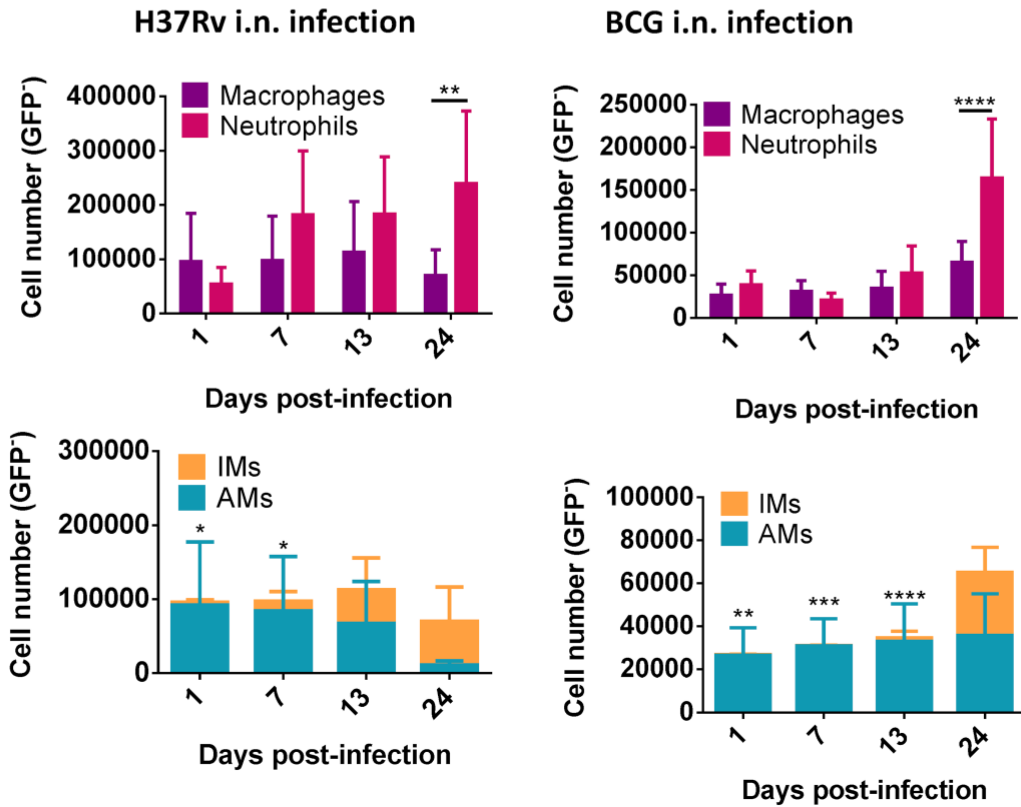 H37Rv i.n. infection
BCG i.n. infection
Cell number (GFP⁻)
400000
300000
200000
100000
0
Macrophages
Neutrophils
**
1
7
13
24
Days post-infection
Cell number (GFP⁻)
250000
200000
150000
100000
50000
0
Macrophages
Neutrophils
****
1
7
13
24
Days post-infection
Cell number (GFP⁻)
300000
200000
100000
0
IMs
AMs
*
*
1
7
13
24
Days post-infection
Cell number (GFP⁻)
100000
80000
60000
40000
20000
0
IMs
AMs
**
***
****
1
7
13
24
Days post-infection